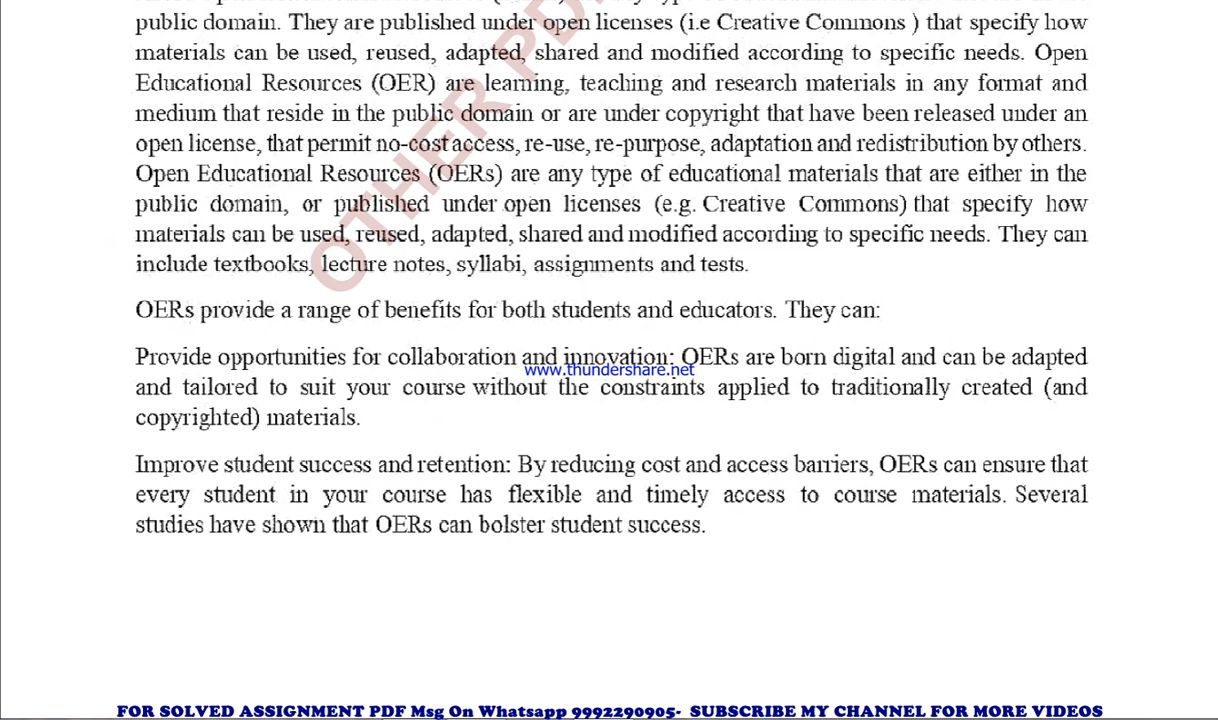 public domain. They are published under open licenses (i.e Creative Commons ) that specify how
materials can be used, reused, adapted, shared and modified according to specific needs. Open
Educational Resources (OER) are learning, teaching and research materials in any format and
medium that reside in the public domain or are under copyright that have been released under an
open license, that permit no-cost access, re-use, re-purpose, adaptation and redistribution by others.
Open Educational Resources (OERs) are any type of educational materials that are either in the
public domain, or published under open licenses (e.g. Creative Commons) that specify how
materials can be used, reused, adapted, shared and modified according to specific needs. They can
include textbooks, lecture notes, syllabi, assignments and tests.
OTHER
OERs provide a range of benefits for both students and educators. They can:
Provide opportunities for collaboration and innovation: OERs are born digital and can be adapted
www.thundershare.net
and tailored to suit your course without the constraints applied to traditionally created (and
copyrighted) materials.
Improve student success and retention: By reducing cost and access barriers, OERs can ensure that
every student in your course has flexible and timely access to course materials. Several
studies have shown that OERs can bolster student success.
FOR SOLVED ASSIGNMENT PDF Msg On Whatsapp 9992290905- SUBSCRIBE MY CHANNEL FOR MORE VIDEOS